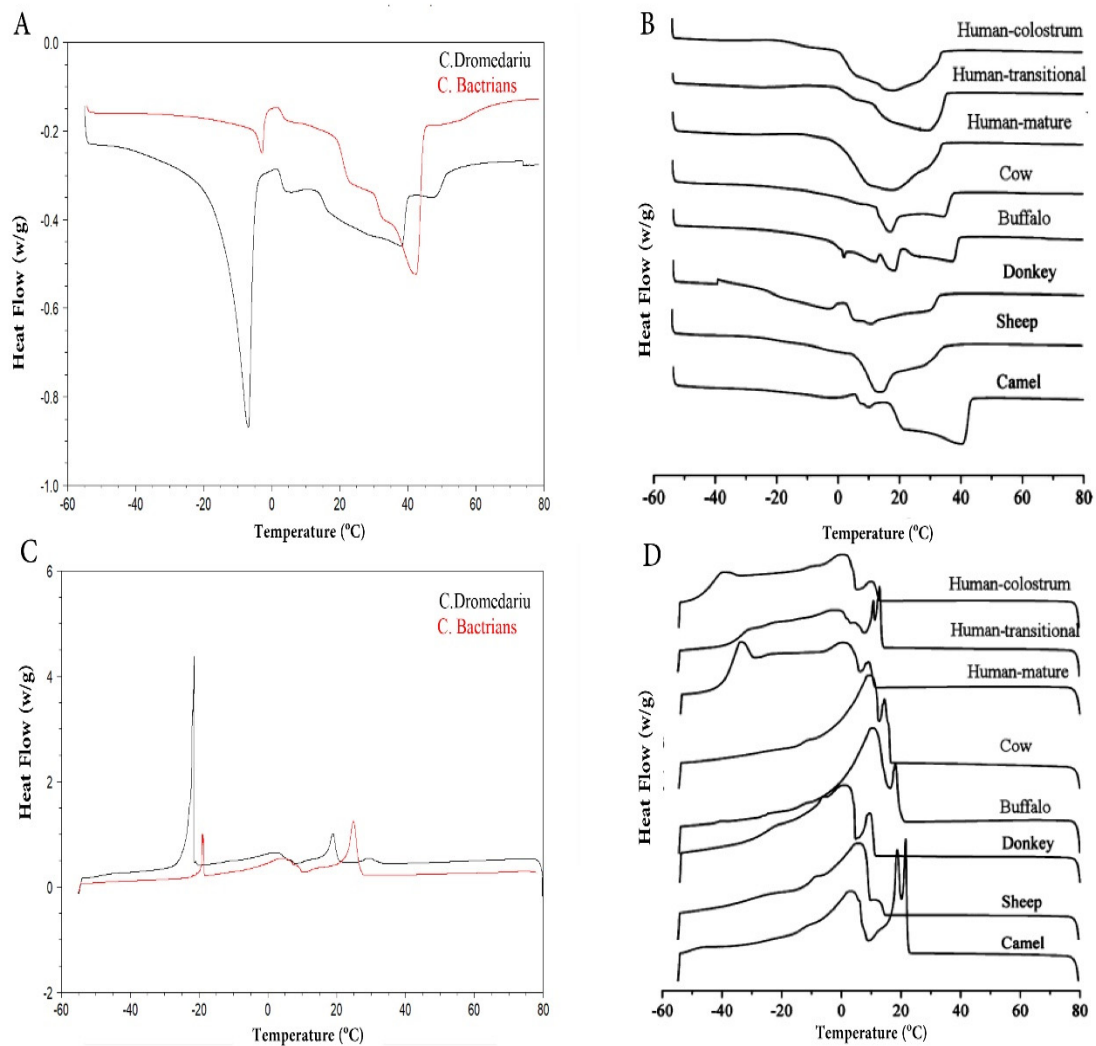 A
C.Dromedariu
C. Bactrians
0.0
-0.2
-0.4
-0.6
-0.8
-1.0
Heat Flow (w/g)
-60 -40 -20 0 20 40 60 80
Temperature (°C)
B
Human-colostrum
Human-transitional
Human-mature
Cow
Buffalo
Donkey
Sheep
Camel
Heat Flow (w/g)
-60 -40 -20 0 20 40 60 80
Temperature (°C)
C
C.Dromedariu
C. Bactrians
6
4
2
0
-2
Heat Flow (w/g)
-60 -40 -20 0 20 40 60 80
Temperature (°C)
D
Human-colostrum
Human-transitional
Human-mature
Cow
Buffalo
Donkey
Sheep
Camel
Heat Flow (w/g)
-60 -40 -20 0 20 40 60 80
Temperature (°C)